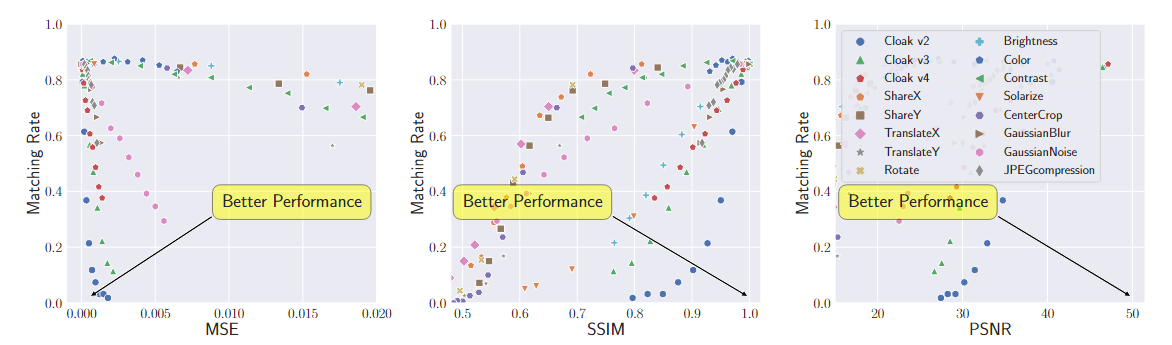 1.0
0.8
0.6
0.4
0.2
0.0
Matching Rate
0.000
0.005
0.010
0.015
0.020
MSE
Better Performance
1.0
0.8
0.6
0.4
0.2
0.0
Matching Rate
0.5
0.6
0.7
0.8
0.9
1.0
SSIM
Better Performance
1.0
0.8
0.6
0.4
0.2
0.0
Matching Rate
20
30
40
50
PSNR
Cloak v2
Cloak v3
Cloak v4
ShareX
ShareY
TranslateX
TranslateY
Rotate
Brightness
Color
Contrast
Solarize
CenterCrop
GaussianBlur
GaussianNoise
JPEGcompression
Better Performance